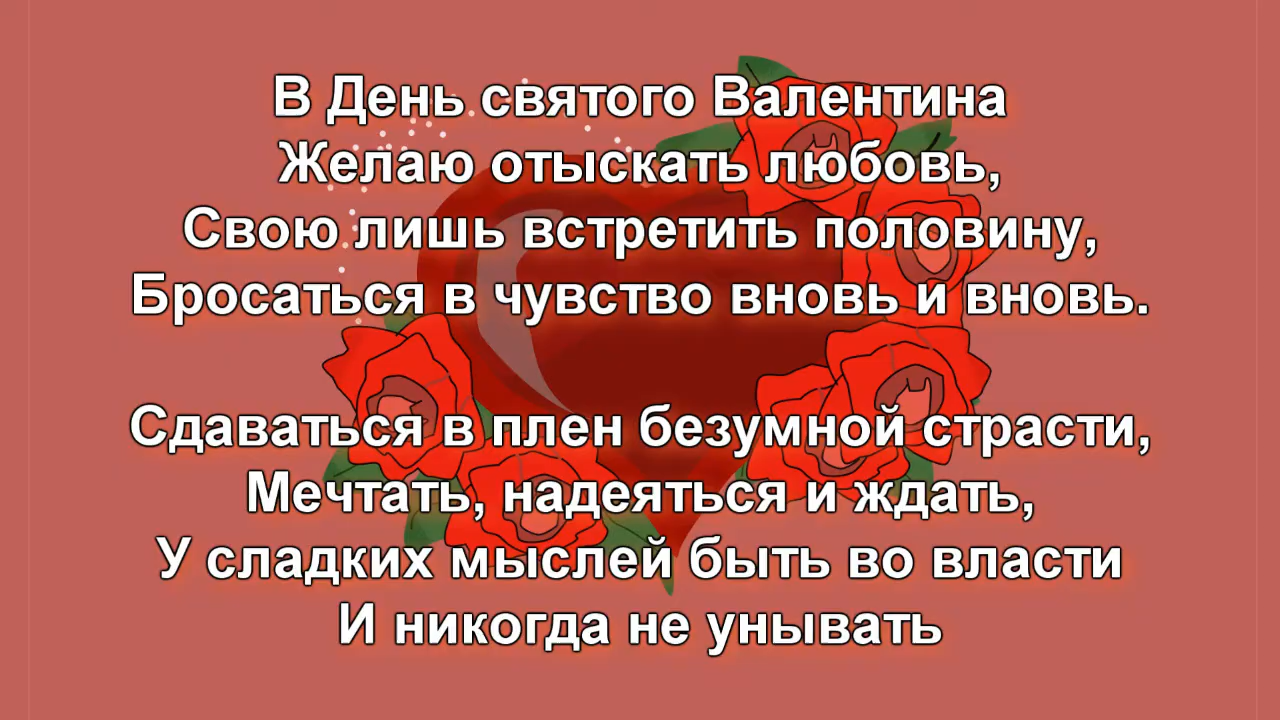 В День святого Валентина
Желаю отыскать любовь,
Свою лишь встретить половину,
Бросаться в чувство вновь и вновь.
Сдаваться в плен безумной страсти,
Мечтать, надеяться и ждать,
У сладких мыслей быть во власти
И никогда не унывать